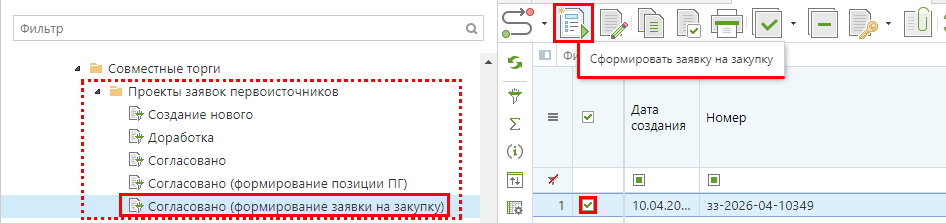 Фильтр
Совместные торги
Проекты заявок первоисточников
Создание нового
Доработка
Согласовано
Согласовано (формирование позиции ПГ)
Согласовано (формирование заявки на закупку)
Сформировать заявку на закупку
Дата
создания
Номер
1 10.04.20... зз-2026-04-10349